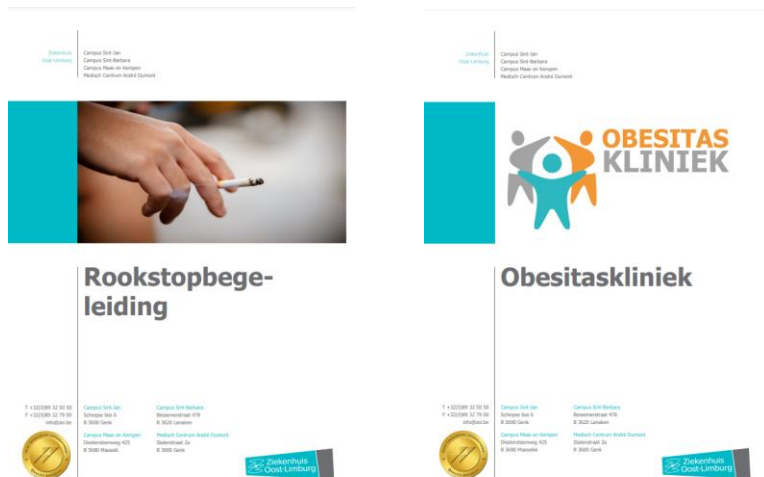 Ziekenhuis
Oost-Limburg
Campus Sint-Jan
Campus Sint-Barbara
Campus Maas en Kempen
Medisch Centrum André Dumont
Rookstopbege-
leiding
T +32(0)89 32 50 50
F +32(0)89 32 79 00
info@zol.be
Campus Sint-Jan
Schiepse bos 6
B 3600 Genk
Campus Sint-Barbara
Bessemerstraat 478
B 3620 Lanaken
Campus Maas en Kempen
Diestersteenweg 425
B 3680 Maaseik
Medisch Centrum André Dumont
Stalenstraat 2a
B 3600 Genk
Ziekenhuis
Oost-Limburg
Ziekenhuis
Oost-Limburg
Campus Sint-Jan
Campus Sint-Barbara
Campus Maas en Kempen
Medisch Centrum André Dumont
OBESITAS
KLINIEK
Obesitaskliniek
T +32(0)89 32 50 50
F +32(0)89 32 79 00
info@zol.be
Campus Sint-Jan
Schiepse bos 6
B 3600 Genk
Campus Sint-Barbara
Bessemerstraat 478
B 3620 Lanaken
Campus Maas en Kempen
Diestersteenweg 425
B 3680 Maaseik
Medisch Centrum André Dumont
Stalenstraat 2a
B 3600 Genk
Ziekenhuis
Oost-Limburg